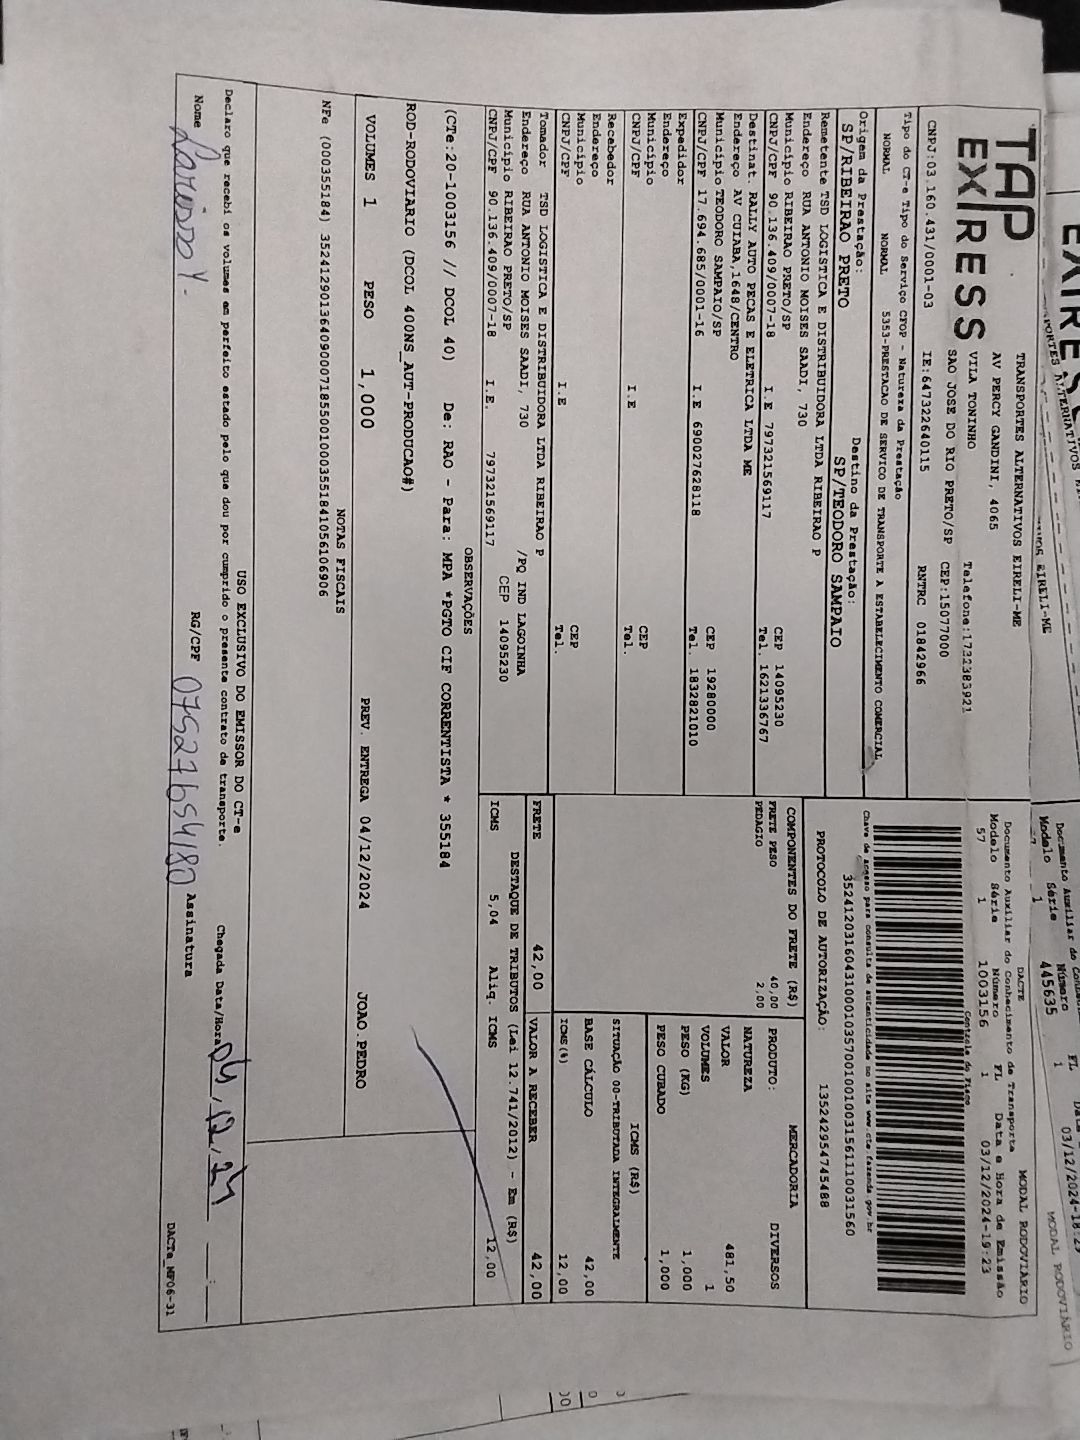 TAP
EXPRESS
TRANSPORTES ALTERNATIVOS EIRELI-ME
AV PERCY GANDINI, 4065
VILA TONINHO Telefone:1732383921
SAO JOSE DO RIO PRETO/SP CEP:15077000
CNPJ:03.160.431/0001-03 IE:647322640115 RNTRC 01842966
Tipo do CT-e Tipo do Serviço CFOP - Natureza da Prestação
NORMAL NORMAL 5353-PRESTACAO DE SERVICO DE TRANSPORTE A ESTABELECIMENTO COMERCIAL
Origem da Prestação: Destino da Prestação:
SP/RIBEIRAO PRETO SP/TEODORO SAMPAIO
Remetente TSD LOGISTICA E DISTRIBUIDORA LTDA RIBEIRAO P
Endereço RUA ANTONIO MOISES SAADI, 730
Município RIBEIRAO PRETO/SP CEP 14095230
CNPJ/CPF 90.136.409/0007-18 I.E 797321569117 Tel. 1621336767
Destinat. RALLY AUTO PECAS E ELETRICA LTDA ME
Endereço AV CUIABA,1648/CENTRO
Município TEODORO SAMPAIO/SP CEP 19280000
CNPJ/CPF 17.694.685/0001-16 I.E 690027628118 Tel. 1832821010
Expedidor
Endereço
Município CEP
CNPJ/CPF I.E Tel.
Recebedor
Endereço
Município CEP
CNPJ/CPF I.E Tel.
Tomador TSD LOGISTICA E DISTRIBUIDORA LTDA RIBEIRAO P
Endereço RUA ANTONIO MOISES SAADI, 730 /PQ IND LAGOINHA
Município RIBEIRAO PRETO/SP CEP 14095230
CNPJ/CPF 90.136.409/0007-18 I.E. 797321569117
DACTE MODAL RODOVIÁRIO
Documento Auxiliar do Conhecimento de Transporte
Modelo Série Número FL Data e Hora de Emissão
57 1 1003156 1 03/12/2024-19:23
Controle do Fisco
Chave de acesso para consulta de autenticidade no site www.cte.fazenda.gov.br
PROTOCOLO DE AUTORIZAÇÃO: 135242954745488
COMPONENTES DO FRETE (R$)
FRETE PESO 40,00
PEDAGIO 2,00
MERCADORIA
PRODUTO: DIVERSOS
NATUREZA
VALOR 481,50
VOLUMES 1
PESO (KG) 1,000
PESO CUBADO 1,000
ICMS (R$)
SITUAÇÃO 00-TRIBUTADA INTEGRALMENTE
BASE CÁLCULO 42,00
ICMS(%) 12,00
FRETE 42,00 VALOR A RECEBER 42,00
DESTAQUE DE TRIBUTOS (Lei 12.741/2012) - Em (R$)
ICMS 5,04 Aliq. ICMS 12,00
OBSERVAÇÕES
(CTe:20-1003156 // DCOL 40) De: RAO - Para: MPA *PGTO CIF CORRENTISTA * 355184
ROD-RODOVIARIO (DCOL 400NS_AUT-PRODUCAO#)
VOLUMES 1 PESO 1,000 PREV. ENTREGA 04/12/2024 JOAO.PEDRO
NOTAS FISCAIS
NFe (000355184) 35241290136409000718550010003551841056106906
USO EXCLUSIVO DO EMISSOR DO CT-e
Declaro que recebi os volumes em perfeito estado pelo que dou por cumprido o presente contrato de transporte. Chegada Data/Hora 04.12.24
Nome RG/CPF 07527654180 Assinatura
DACTe_MF06-31
445635